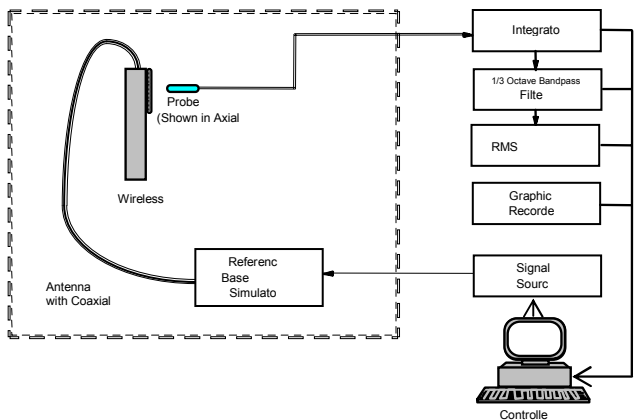 Integrato
1/3 Octave Bandpass
Filte
RMS
Graphic
Recorde
Probe
(Shown in Axial
Wireless
Referenc
Base
Simulato
Antenna
with Coaxial
Signal
Sourc
Controlle